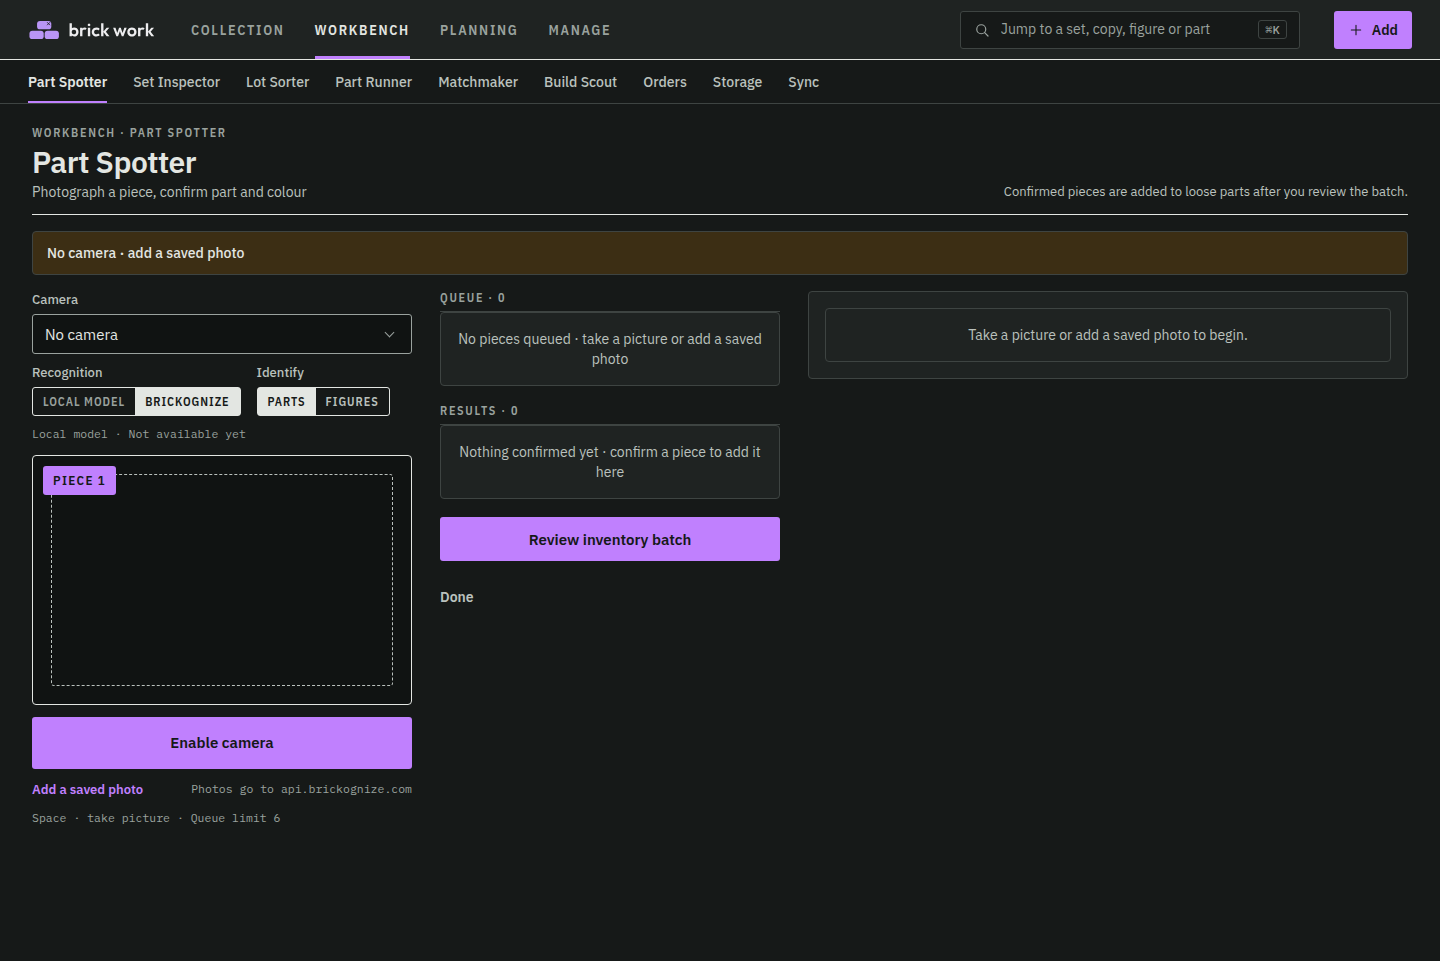 brick work
COLLECTION
WORKBENCH
PLANNING
MANAGE
Jump to a set, copy, figure or part
⌘K
+ Add
Part Spotter
Set Inspector
Lot Sorter
Part Runner
Matchmaker
Build Scout
Orders
Storage
Sync
WORKBENCH · PART SPOTTER
Part Spotter
Photograph a piece, confirm part and colour
Confirmed pieces are added to loose parts after you review the batch.
No camera · add a saved photo
Camera
No camera
Recognition
Identify
LOCAL MODEL
BRICKOGNIZE
PARTS
FIGURES
Local model · Not available yet
PIECE 1
Enable camera
Add a saved photo
Photos go to api.brickognize.com
Space · take picture · Queue limit 6
QUEUE · 0
No pieces queued · take a picture or add a saved
photo
RESULTS · 0
Nothing confirmed yet · confirm a piece to add it
here
Review inventory batch
Done
Take a picture or add a saved photo to begin.